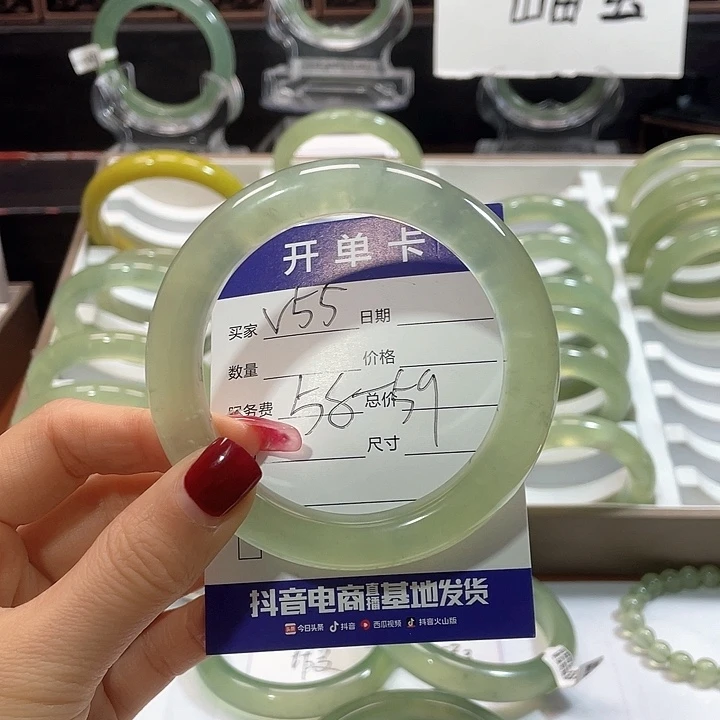 开单卡
买家 V55 日期
数量 价格
服务费 58-59 总价
尺寸
抖音电商直播基地发货
今日头条 抖音 西瓜视频 抖音火山版
假